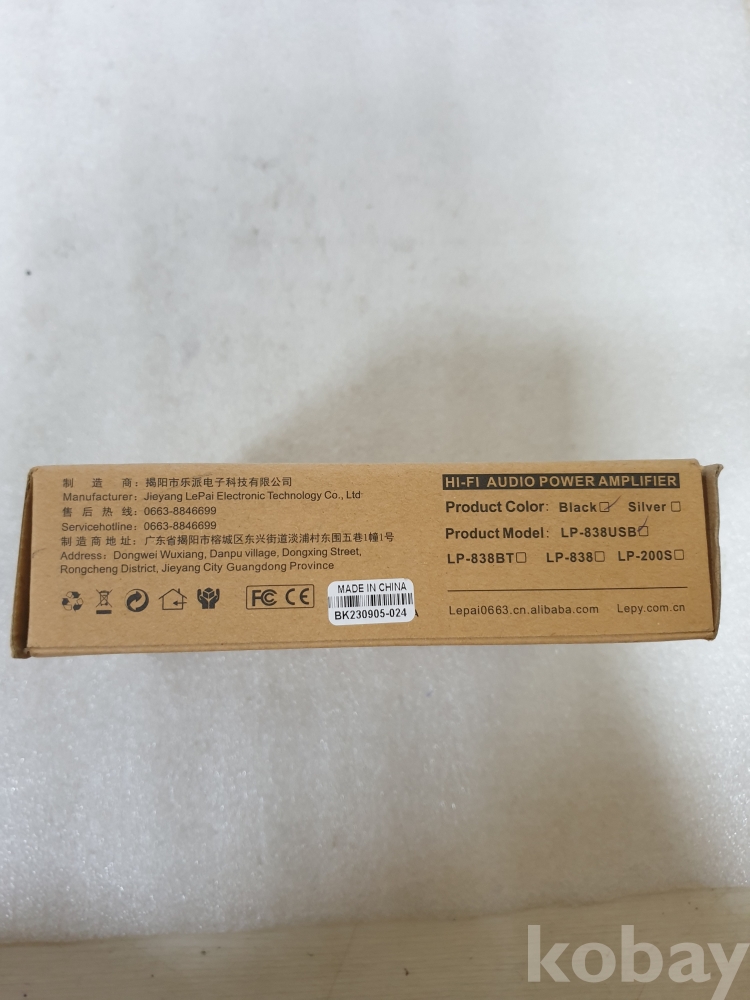 制 造 商：揭阳市乐派电子科技有限公司
Manufacturer：Jieyang LePai Electronic Technology Co., Ltd
售 后 热 线：0663-8846699
Servicehotline：0663-8846699
制造商地址：广东省揭阳市榕城区东兴街道淡浦村东围五巷1幢1号
Address：Dongwei Wuxiang, Danpu village, Dongxing Street,
Rongcheng District, Jieyang City Guangdong Province
FC CE
MADE IN CHINA
BK230905-024
HI-FI AUDIO POWER AMPLIFIER
Product Color: Black Silver
Product Model: LP-838USB
LP-838BT LP-838 LP-200S
Lepai0663.cn.alibaba.com Lepy.com.cn
kobay